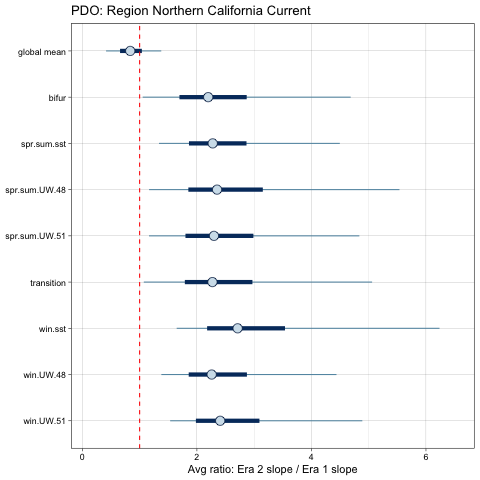 PDO: Region Northern California Current
global mean
bifur
spr.sum.sst
spr.sum.UW.48
spr.sum.UW.51
transition
win.sst
win.UW.48
win.UW.51
0 2 4 6
Avg ratio: Era 2 slope / Era 1 slope